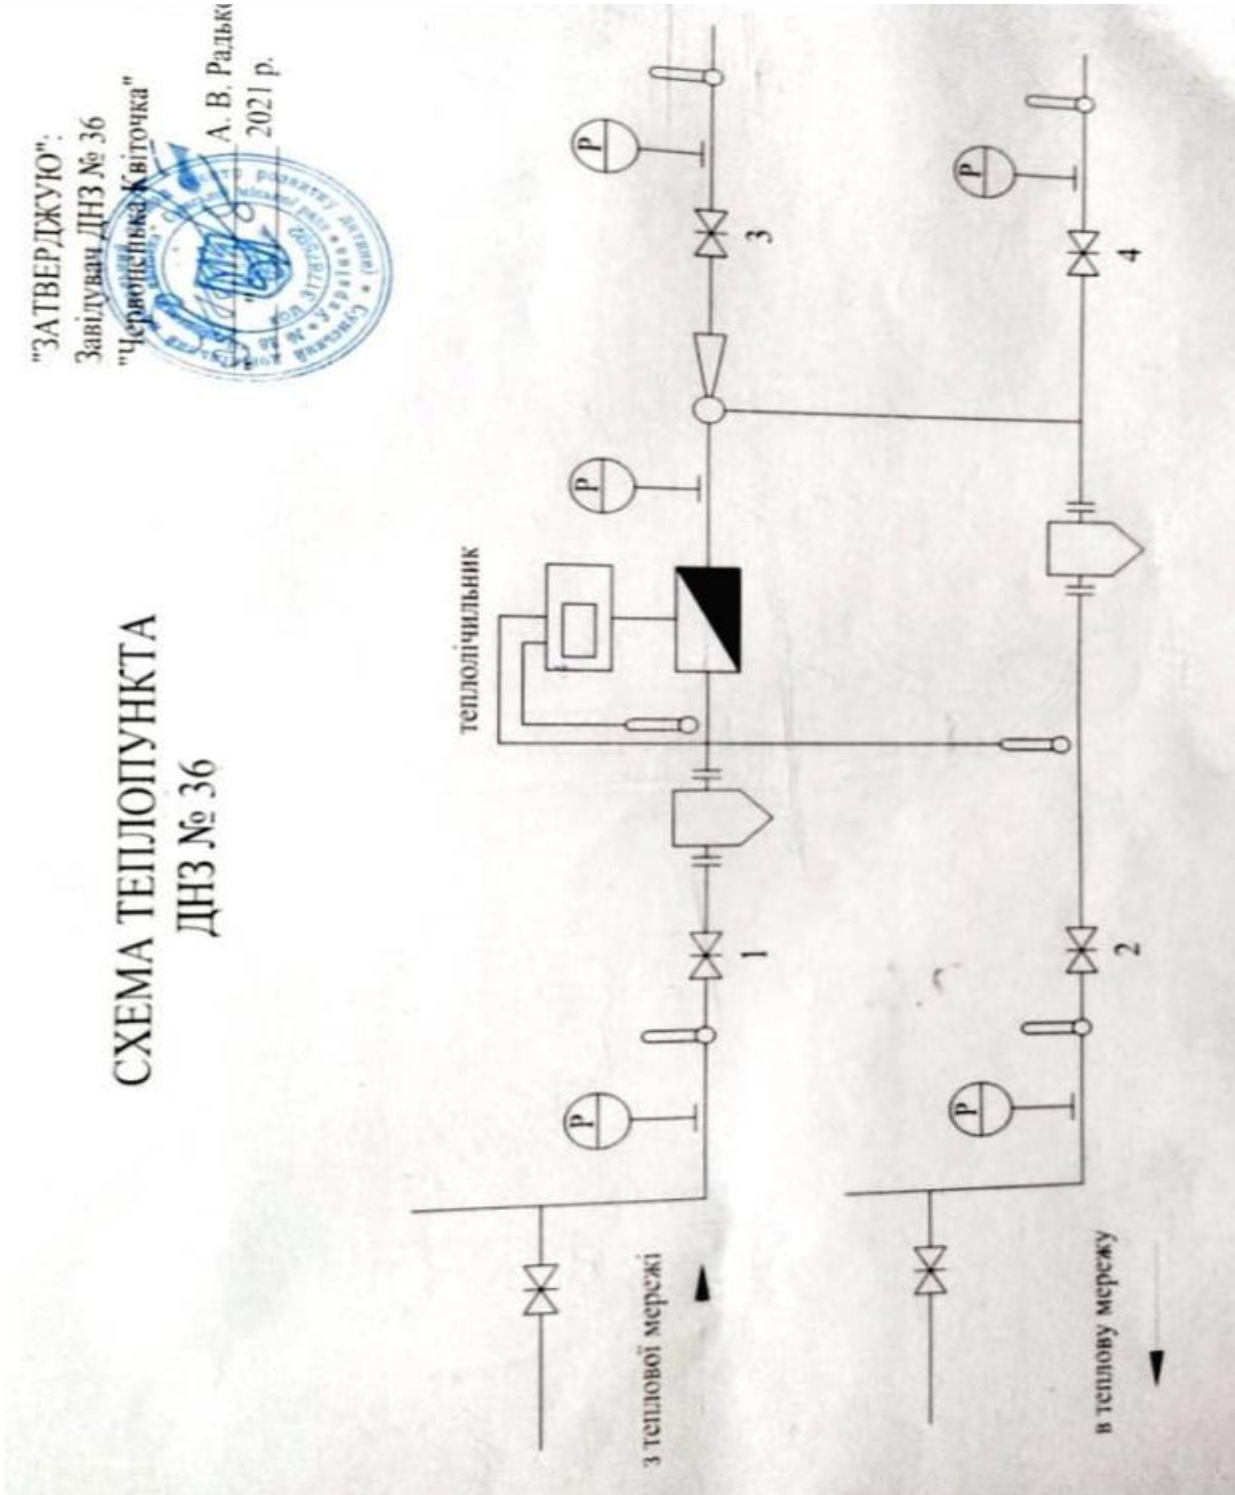 "ЗАТВЕРДЖУЮ":
Завідувач ДНЗ № 36
"Червоненька Квіточка"
А. В. Радько
2021 р.
СХЕМА ТЕПЛОПУНКТА
ДНЗ № 36
теплолічильник
P
P
P
3
1
з теплової мережі
P
P
4
2
в теплову мережу